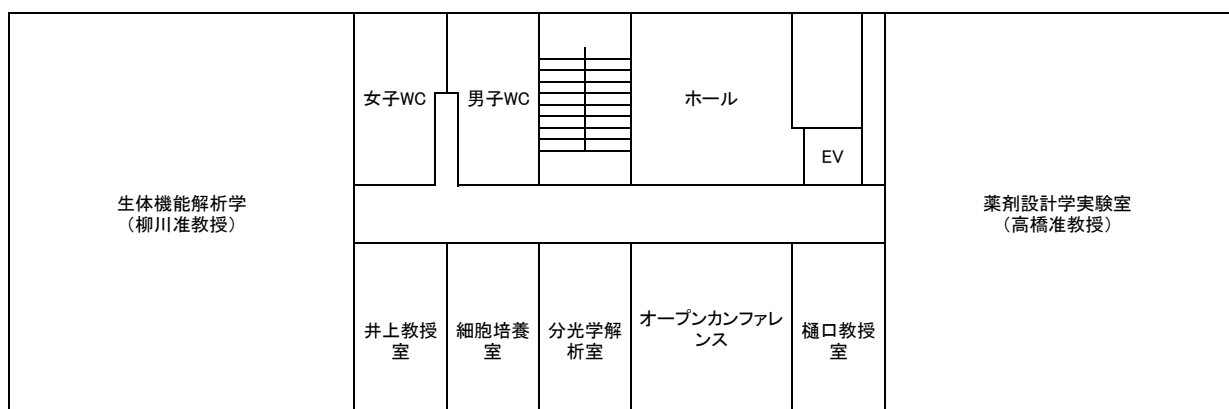 女子WC
男子WC
ホール
EV
生体機能解析学
（柳川准教授）
薬剤設計学実験室
（高橋准教授）
井上教授
室
細胞培養
室
分光学解
析室
オープンカンファレ
ンス
樋口教授
室